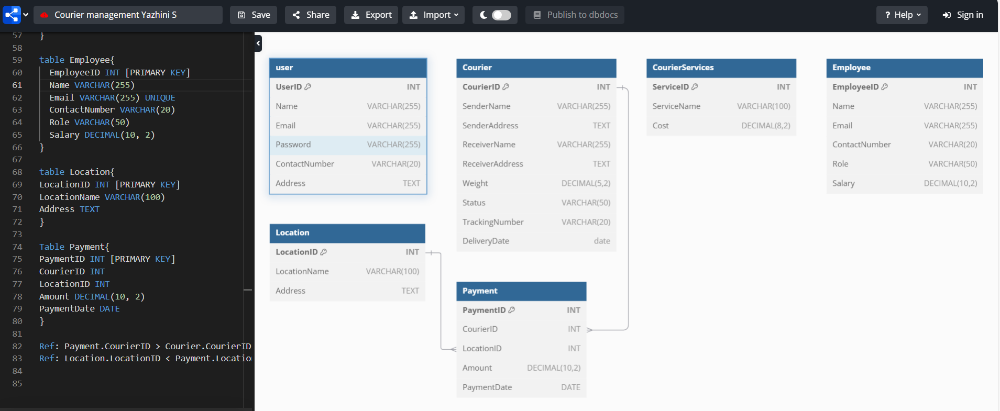 Courier management Yazhini S
Save
Share
Export
Import
Publish to dbdocs
? Help
Sign in
57 }
58
59 table Employee{
60 EmployeeID INT [PRIMARY KEY]
61 Name VARCHAR(255)
62 Email VARCHAR(255) UNIQUE
63 ContactNumber VARCHAR(20)
64 Role VARCHAR(50)
65 Salary DECIMAL(10, 2)
66 }
67
68 table Location{
69 LocationID INT [PRIMARY KEY]
70 LocationName VARCHAR(100)
71 Address TEXT
72 }
73
74 Table Payment{
75 PaymentID INT [PRIMARY KEY]
76 CourierID INT
77 LocationID INT
78 Amount DECIMAL(10, 2)
79 PaymentDate DATE
80 }
81
82 Ref: Payment.CourierID > Courier.CourierID
83 Ref: Location.LocationID < Payment.Locatio
84
85
user
UserID INT
Name VARCHAR(255)
Email VARCHAR(255)
Password VARCHAR(255)
ContactNumber VARCHAR(20)
Address TEXT
Courier
CourierID INT
SenderName VARCHAR(255)
SenderAddress TEXT
ReceiverName VARCHAR(255)
ReceiverAddress TEXT
Weight DECIMAL(5,2)
Status VARCHAR(50)
TrackingNumber VARCHAR(20)
DeliveryDate date
CourierServices
ServiceID INT
ServiceName VARCHAR(100)
Cost DECIMAL(8,2)
Employee
EmployeeID INT
Name VARCHAR(255)
Email VARCHAR(255)
ContactNumber VARCHAR(20)
Role VARCHAR(50)
Salary DECIMAL(10,2)
Location
LocationID INT
LocationName VARCHAR(100)
Address TEXT
Payment
PaymentID INT
CourierID INT
LocationID INT
Amount DECIMAL(10,2)
PaymentDate DATE